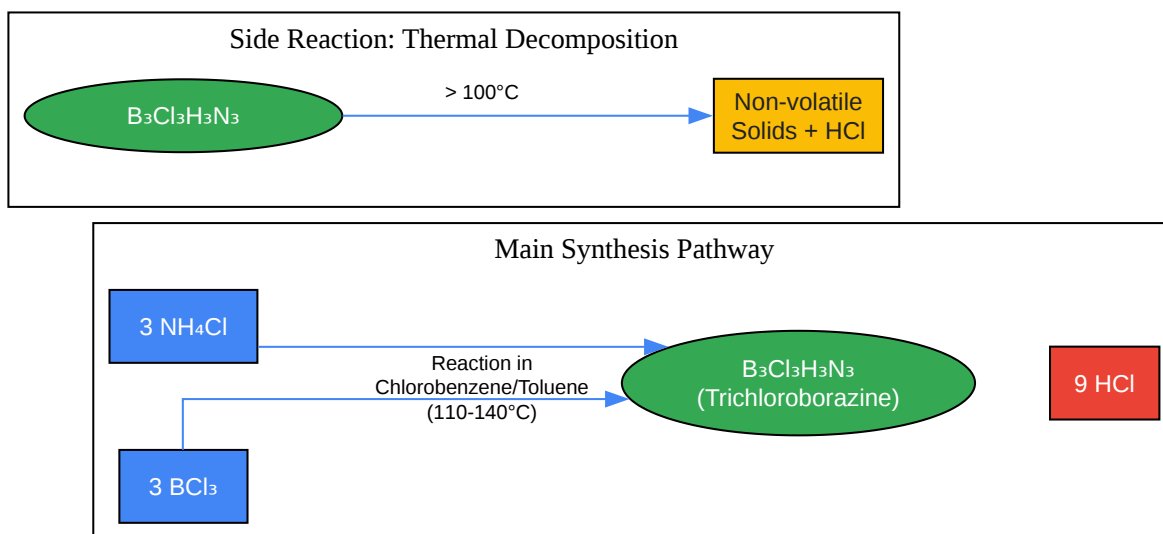 Side Reaction: Thermal Decomposition
B₃Cl₃H₃N₃
> 100°C
Non-volatile
Solids + HCl
Main Synthesis Pathway
3 NH₄Cl
Reaction in
Chlorobenzene/Toluene
(110-140°C)
B₃Cl₃H₃N₃
(Trichloroborazine)
9 HCl
3 BCl₃